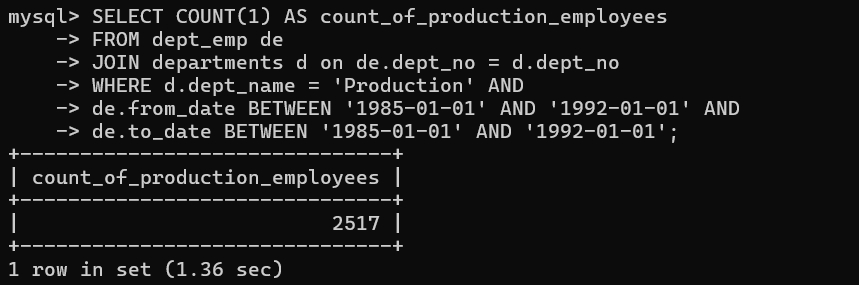 mysql> SELECT COUNT(1) AS count_of_production_employees
    -> FROM dept_emp de
    -> JOIN departments d on de.dept_no = d.dept_no
    -> WHERE d.dept_name = 'Production' AND
    -> de.from_date BETWEEN '1985-01-01' AND '1992-01-01' AND
    -> de.to_date BETWEEN '1985-01-01' AND '1992-01-01';
+-------------------------------+
| count_of_production_employees |
+-------------------------------+
|                          2517 |
+-------------------------------+
1 row in set (1.36 sec)